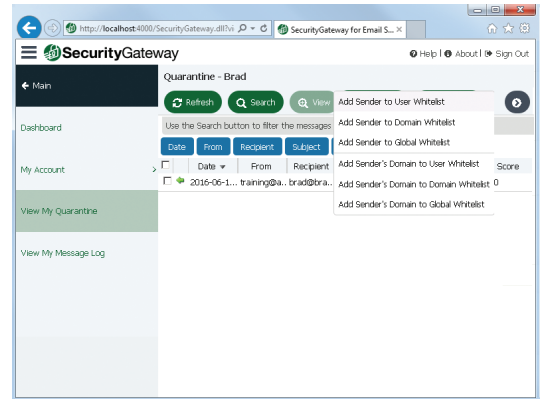 http://localhost:4000/SecurityGateway.dll?vi
SecurityGateway for Email S...
SecurityGateway
Help | About | Sign Out
Main
Quarantine - Brad
Refresh
Search
View
Add Sender to User Whitelist
Add Sender to Domain Whitelist
Add Sender to Global Whitelist
Add Sender's Domain to User Whitelist
Add Sender's Domain to Domain Whitelist
Add Sender's Domain to Global Whitelist
Dashboard
Use the Search button to filter the messages
Date
From
Recipient
Subject
My Account
Date
From
Recipient
Score
2016-06-1...
training@a..
brad@bra..
0
View My Quarantine
View My Message Log